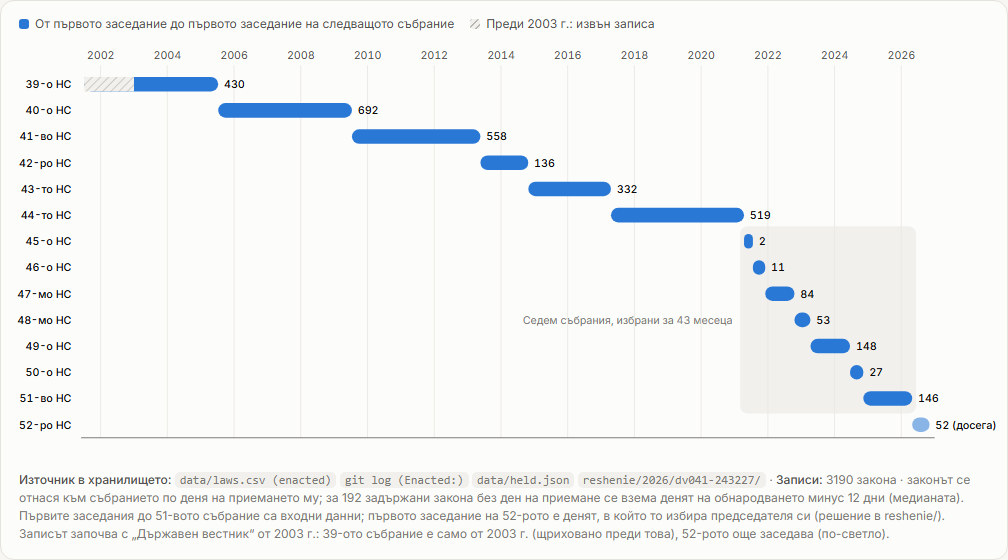 От първото заседание до първото заседание на следващото събрание Преди 2003 г.: извън записа
2002 2004 2006 2008 2010 2012 2014 2016 2018 2020 2022 2024 2026
39-о НС 430
40-о НС 692
41-во НС 558
42-ро НС 136
43-то НС 332
44-то НС 519
45-о НС 2
46-о НС 11
47-мо НС 84
48-мо НС Седем събрания, избрани за 43 месеца 53
49-о НС 148
50-о НС 27
51-во НС 146
52-ро НС 52 (досега)
Източник в хранилището: data/laws.csv (enacted) git log (Enacted:) data/held.json reshenie/2026/dv041-243227/ · Записи: 3190 закона · законът се
отнася към събранието по деня на приемането му; за 192 задържани закона без ден на приемане се взема денят на обнародването минус 12 дни (медианата).
Първите заседания до 51-вото събрание са входни данни; първото заседание на 52-рото е денят, в който то избира председателя си (решение в reshenie/).
Записът започва с „Държавен вестник“ от 2003 г.: 39-ото събрание е само от 2003 г. (щриховано преди това), 52-рото още заседава (по-светло).